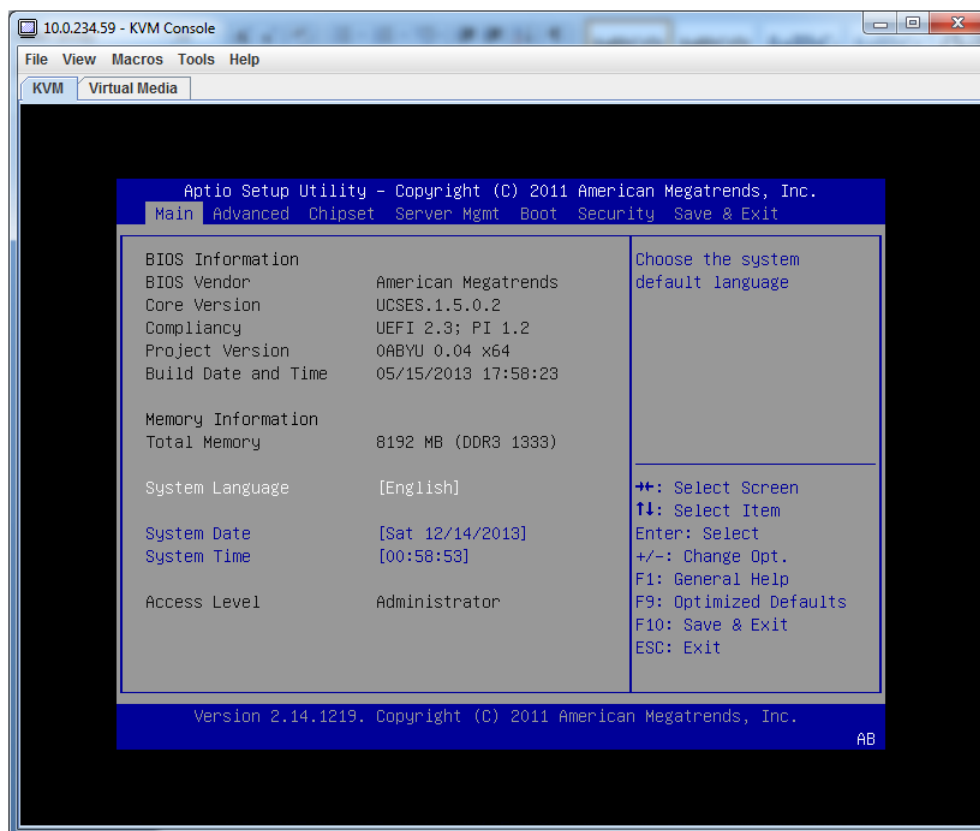 10.0.234.59 - KVM Console
File View Macros Tools Help
KVM Virtual Media
Aptio Setup Utility – Copyright (C) 2011 American Megatrends, Inc.
Main Advanced Chipset Server Mgmt Boot Security Save & Exit
BIOS Information
BIOS Vendor American Megatrends
Core Version UCSES.1.5.0.2
Compliancy UEFI 2.3; PI 1.2
Project Version 0ABYU 0.04 x64
Build Date and Time 05/15/2013 17:58:23
Memory Information
Total Memory 8192 MB (DDR3 1333)
System Language [English]
System Date [Sat 12/14/2013]
System Time [00:58:53]
Access Level Administrator
Choose the system
default language
→←: Select Screen
↑↓: Select Item
Enter: Select
+/-: Change Opt.
F1: General Help
F9: Optimized Defaults
F10: Save & Exit
ESC: Exit
Version 2.14.1219. Copyright (C) 2011 American Megatrends, Inc.
AB